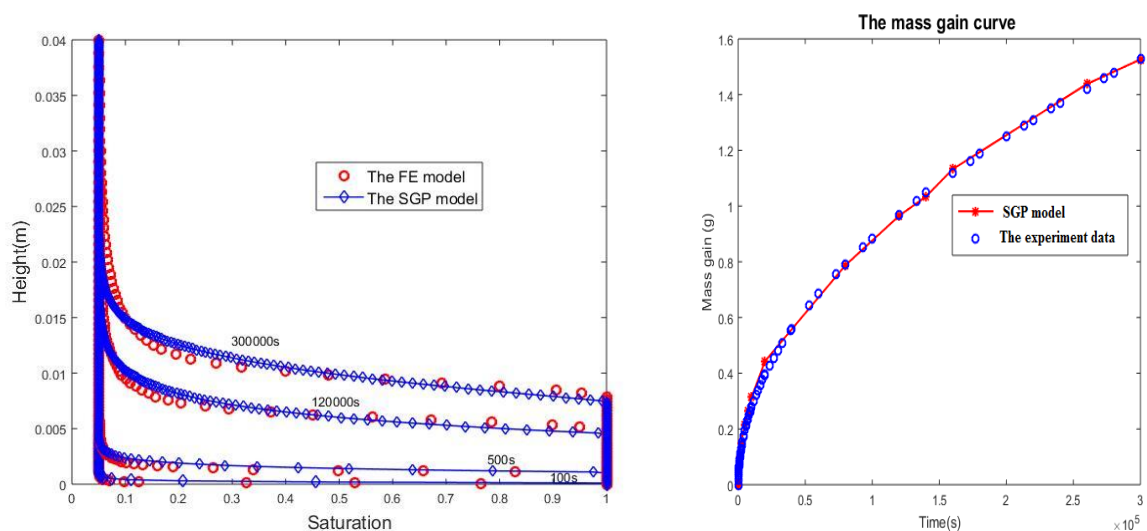 0.04
0.035
0.03
0.025
0.02
0.015
0.01
0.005
0
Height(m)
The FE model
The SGP model
300000s
120000s
500s
100s
0 0.1 0.2 0.3 0.4 0.5 0.6 0.7 0.8 0.9 1
Saturation
The mass gain curve
1.6
1.4
1.2
1
0.8
0.6
0.4
0.2
0
Mass gain (g)
SGP model
The experiment data
0 0.5 1 1.5 2 2.5 3
Time(s)
×10^5